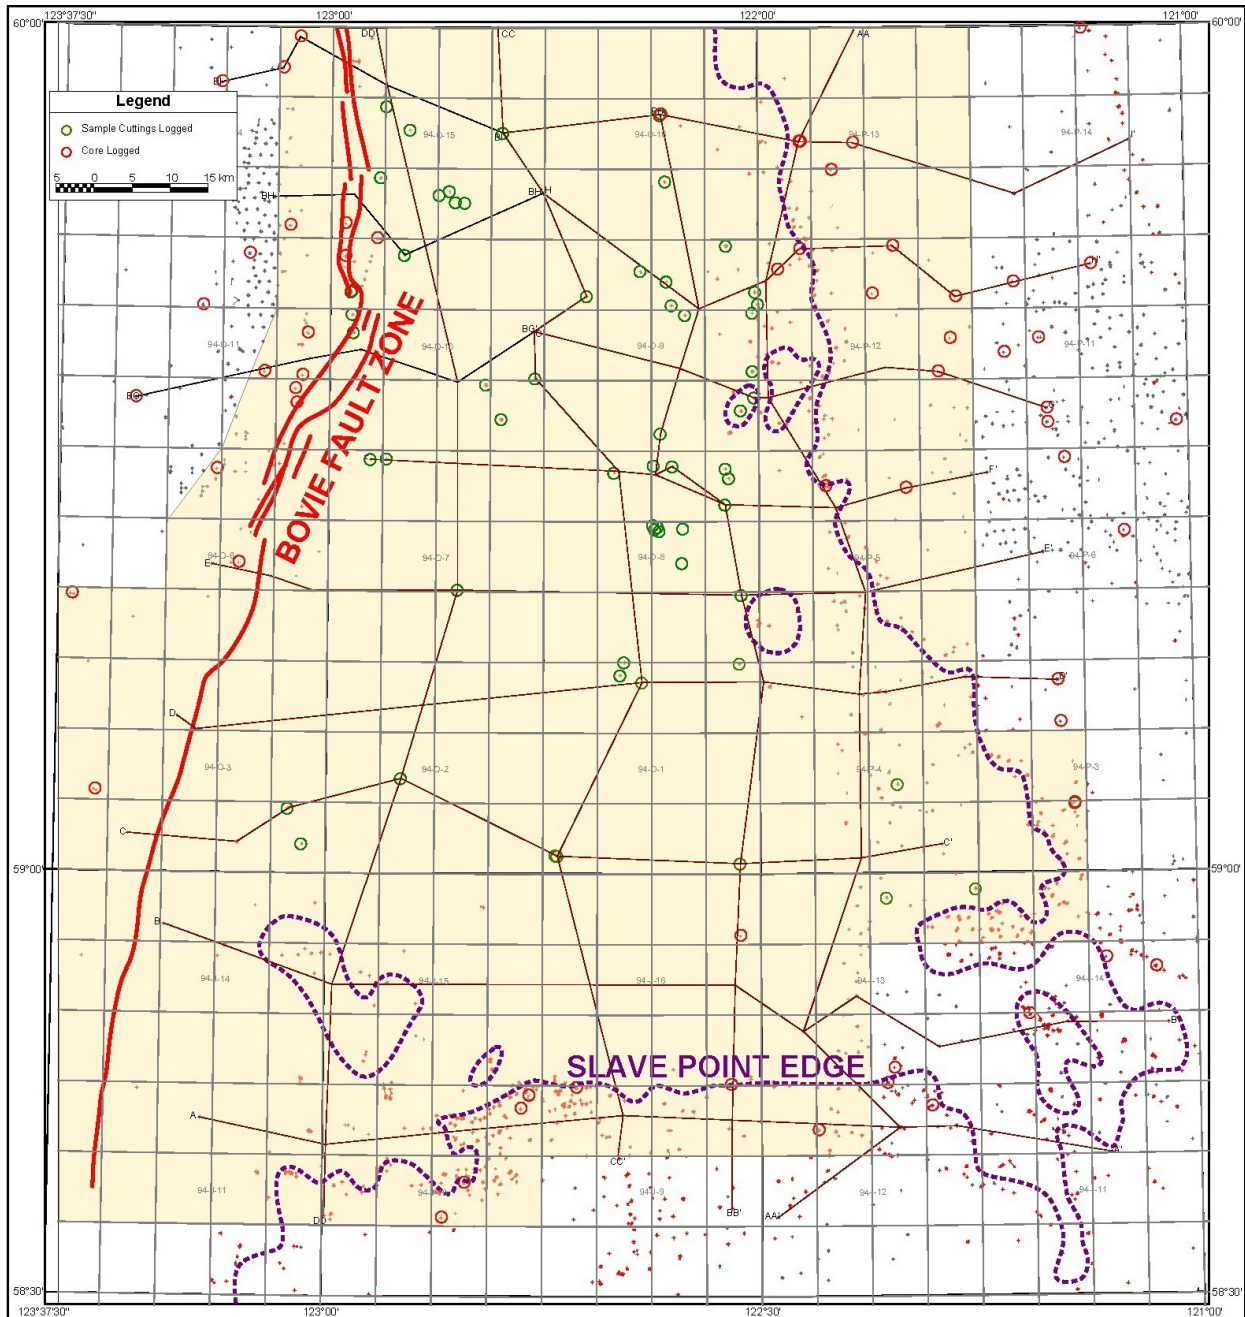 123°37'30" 123°00' 122°00' 121°00'
60°00' 60°00'
DD' CC AA
Legend
Sample Cuttings Logged
Core Logged
5 0 5 10 15 km
94-O-15 94-O-16 94-P-13 94-P-14 I'
BH BH' H
H'
BG'
94-O-11 94-O-10 94-O-9 94-P-12 94-P-11
BOVIE FAULT ZONE
G'
F'
E 94-O-6 94-O-7 94-O-8 94-P-5 E' 94-P-6
D D'
94-O-3 94-O-2 94-O-1 94-P-4 94-P-3
C C'
59°00' 59°00'
B
94-J-14 94-J-15 94-I-13 94-I-14
B'
SLAVE POINT EDGE
A A'
CC'
94-J-11 94-J-9 94-I-12 94-I-11
DD BB' AA'
58°30' 58°30'
123°37'30" 123°00' 122°30' 121°00'